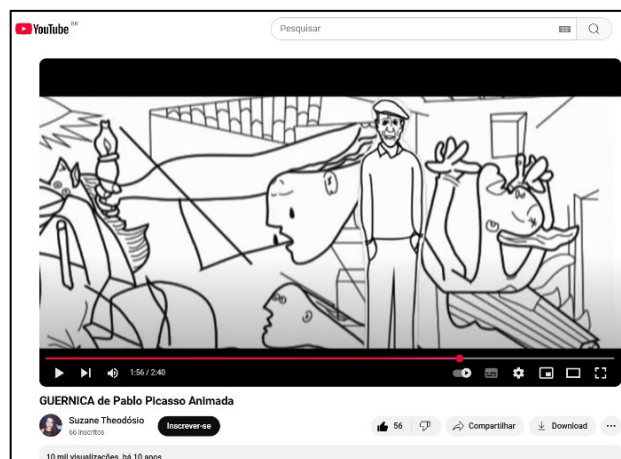 YouTube BR
Pesquisar
1:56 / 2:40
GUERNICA de Pablo Picasso Animada
Suzane Theodósio
66 inscritos
Inscrever-se
56
Compartilhar
Download
10 mil visualizações há 10 anos